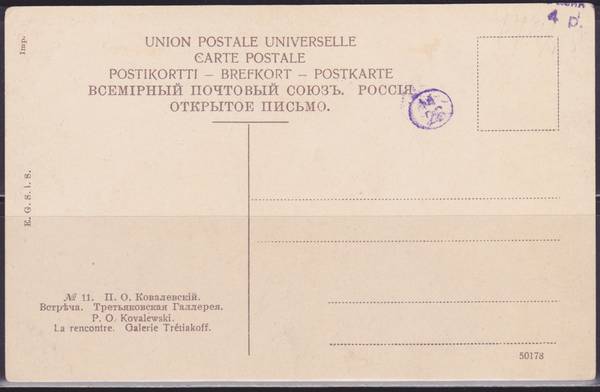 Imp.
4 р.
UNION POSTALE UNIVERSELLE
CARTE POSTALE
POSTIKORTTI – BREFKORT – POSTKARTE
ВСЕМІРНЫЙ ПОЧТОВЫЙ СОЮЗЪ. РОССІЯ
ОТКРЫТОЕ ПИСЬМО.
E. G. S. i. S.
№ 11. П. О. Ковалевскій.
Встрѣча. Третьяковская Галлерея.
P. O. Kovalewski.
La rencontre. Galerie Trétiakoff.
50178